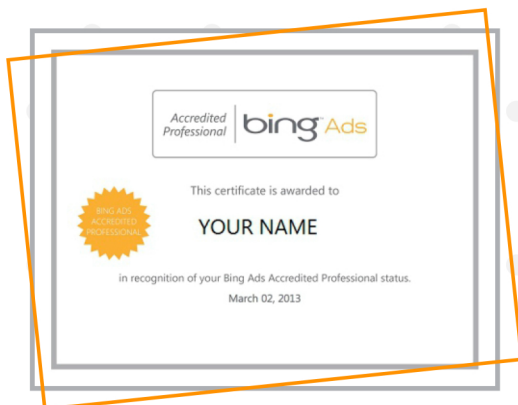 Accredited
Professional
bing™ Ads
This certificate is awarded to
BING ADS
ACCREDITED
PROFESSIONAL
YOUR NAME
in recognition of your Bing Ads Accredited Professional status.
March 02, 2013